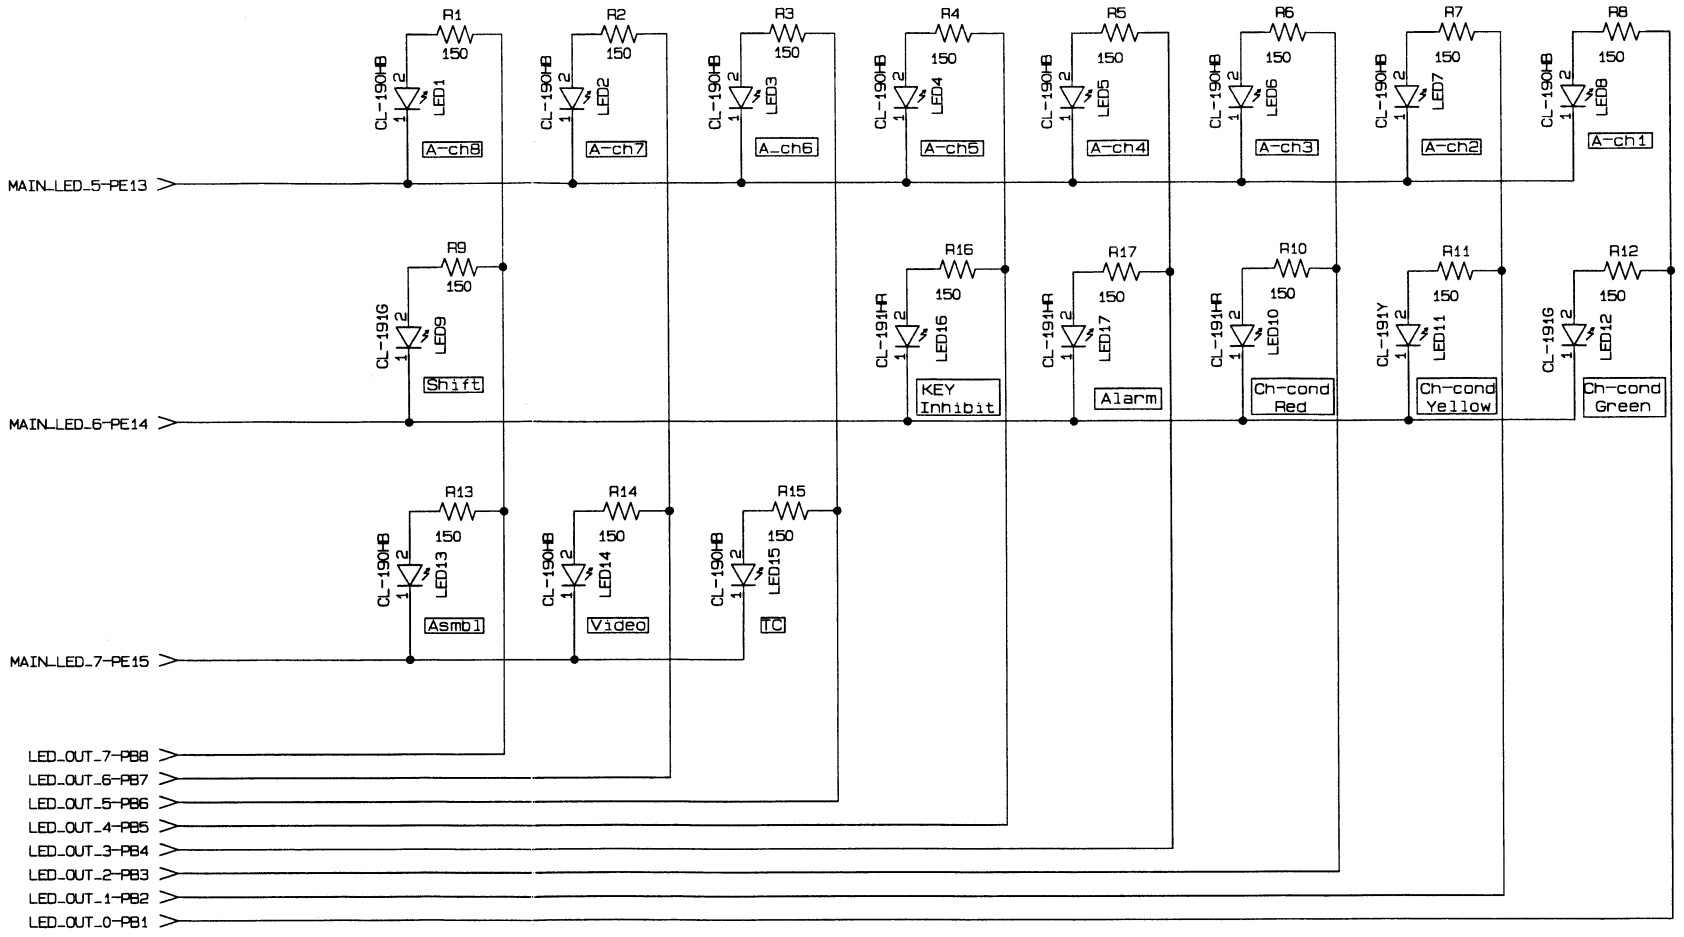 R1 R2 R3 R4 R5 R6 R7 R8
150 150 150 150 150 150 150 150
CL-190HB 2 1 LED1 CL-190HB 2 1 LED2 CL-190HB 2 1 LED3 CL-190HB 2 1 LED4 CL-190HB 2 1 LED5 CL-190HB 2 1 LED6 CL-190HB 2 1 LED7 CL-190HB 2 1 LED8
A-ch8 A-ch7 A_ch6 A-ch5 A-ch4 A-ch3 A-ch2 A-ch1
MAIN_LED_5-PE13
R9 R16 R17 R10 R11 R12
150 150 150 150 150 150
CL-191G 2 1 LED9 CL-191HR 2 1 LED16 CL-191HR 2 1 LED17 CL-191HR 2 1 LED10 CL-191Y 2 1 LED11 CL-191G 2 1 LED12
Shift KEY Inhibit Alarm Ch-cond Red Ch-cond Yellow Ch-cond Green
MAIN_LED_6-PE14
R13 R14 R15
150 150 150
CL-190HB 2 1 LED13 CL-190HB 2 1 LED14 CL-190HB 2 1 LED15
Asmbl Video TC
MAIN_LED_7-PE15
LED_OUT_7-PB8
LED_OUT_6-PB7
LED_OUT_5-PB6
LED_OUT_4-PB5
LED_OUT_3-PB4
LED_OUT_2-PB3
LED_OUT_1-PB2
LED_OUT_0-PB1